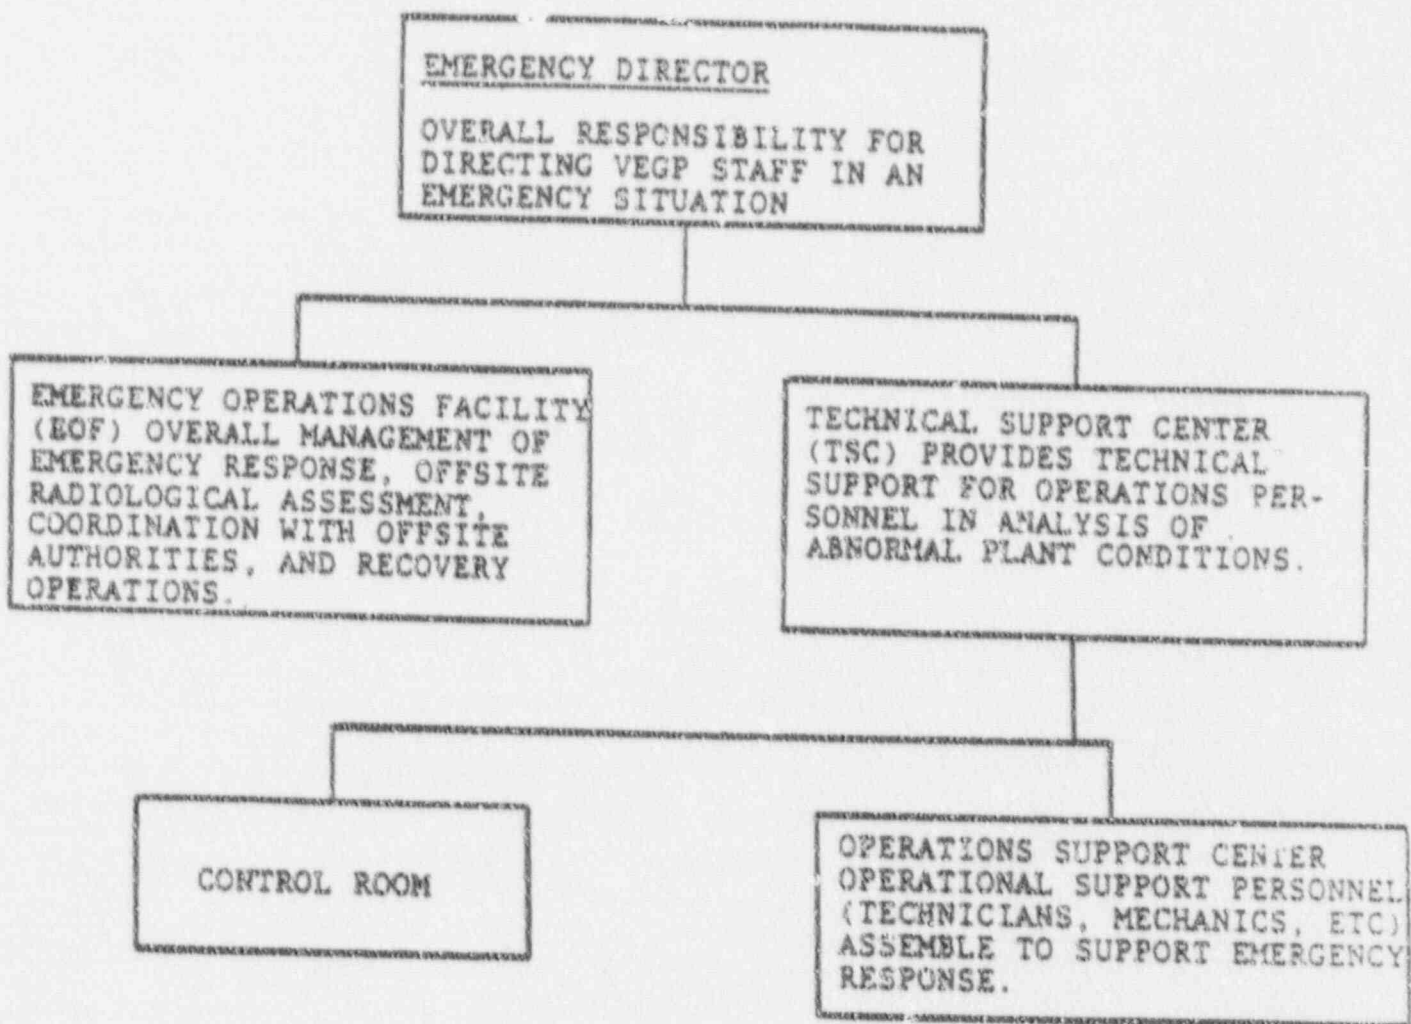 EMERGENCY DIRECTOR
OVERALL RESPONSIBILITY FOR
DIRECTING VEGP STAFF IN AN
EMERGENCY SITUATION
EMERGENCY OPERATIONS FACILITY
(EOF) OVERALL MANAGEMENT OF
EMERGENCY RESPONSE, OFFSITE
RADIOLOGICAL ASSESSMENT,
COORDINATION WITH OFFSITE
AUTHORITIES, AND RECOVERY
OPERATIONS.
TECHNICAL SUPPORT CENTER
(TSC) PROVIDES TECHNICAL
SUPPORT FOR OPERATIONS PER-
SONNEL IN ANALYSIS OF
ABNORMAL PLANT CONDITIONS.
CONTROL ROOM
OPERATIONS SUPPORT CENTER
OPERATIONAL SUPPORT PERSONNEL
(TECHNICIANS, MECHANICS, ETC)
ASSEMBLE TO SUPPORT EMERGENCY
RESPONSE.